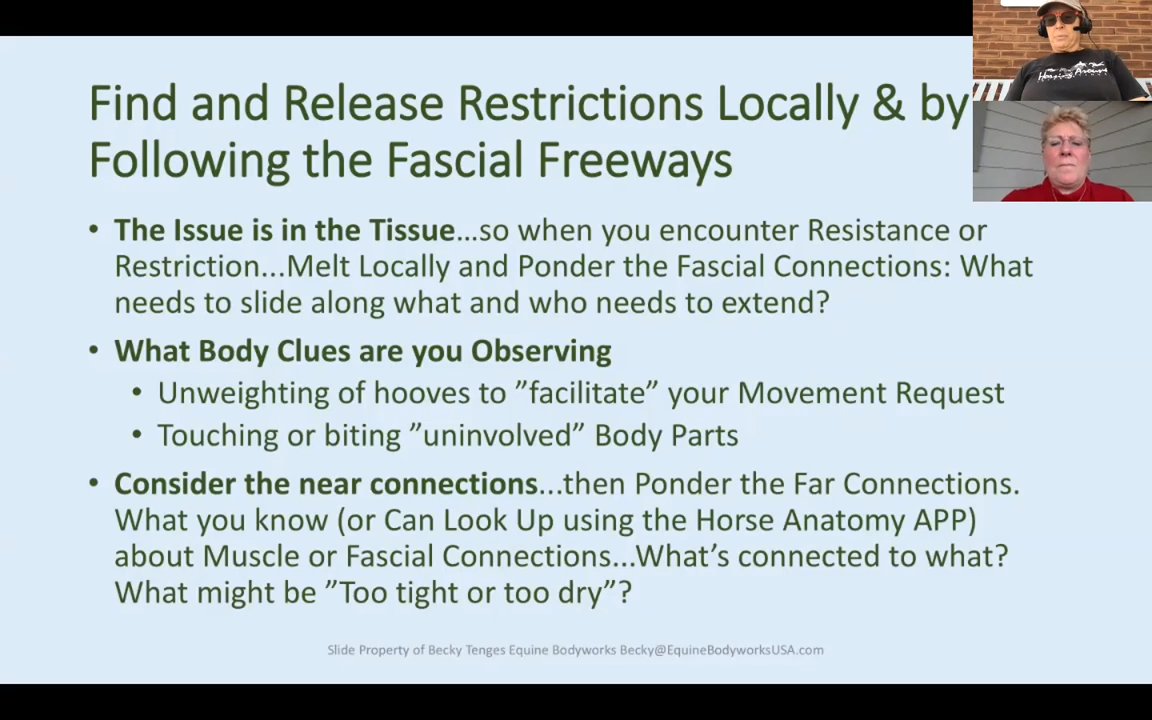 Find and Release Restrictions Locally & by
Following the Fascial Freeways
• The Issue is in the Tissue...so when you encounter Resistance or
Restriction...Melt Locally and Ponder the Fascial Connections: What
needs to slide along what and who needs to extend?
• What Body Clues are you Observing
• Unweighting of hooves to ”facilitate” your Movement Request
• Touching or biting ”uninvolved” Body Parts
• Consider the near connections...then Ponder the Far Connections.
What you know (or Can Look Up using the Horse Anatomy APP)
about Muscle or Fascial Connections...What’s connected to what?
What might be ”Too tight or too dry”?
Slide Property of Becky Tenges Equine Bodyworks Becky@EquineBodyworksUSA.com